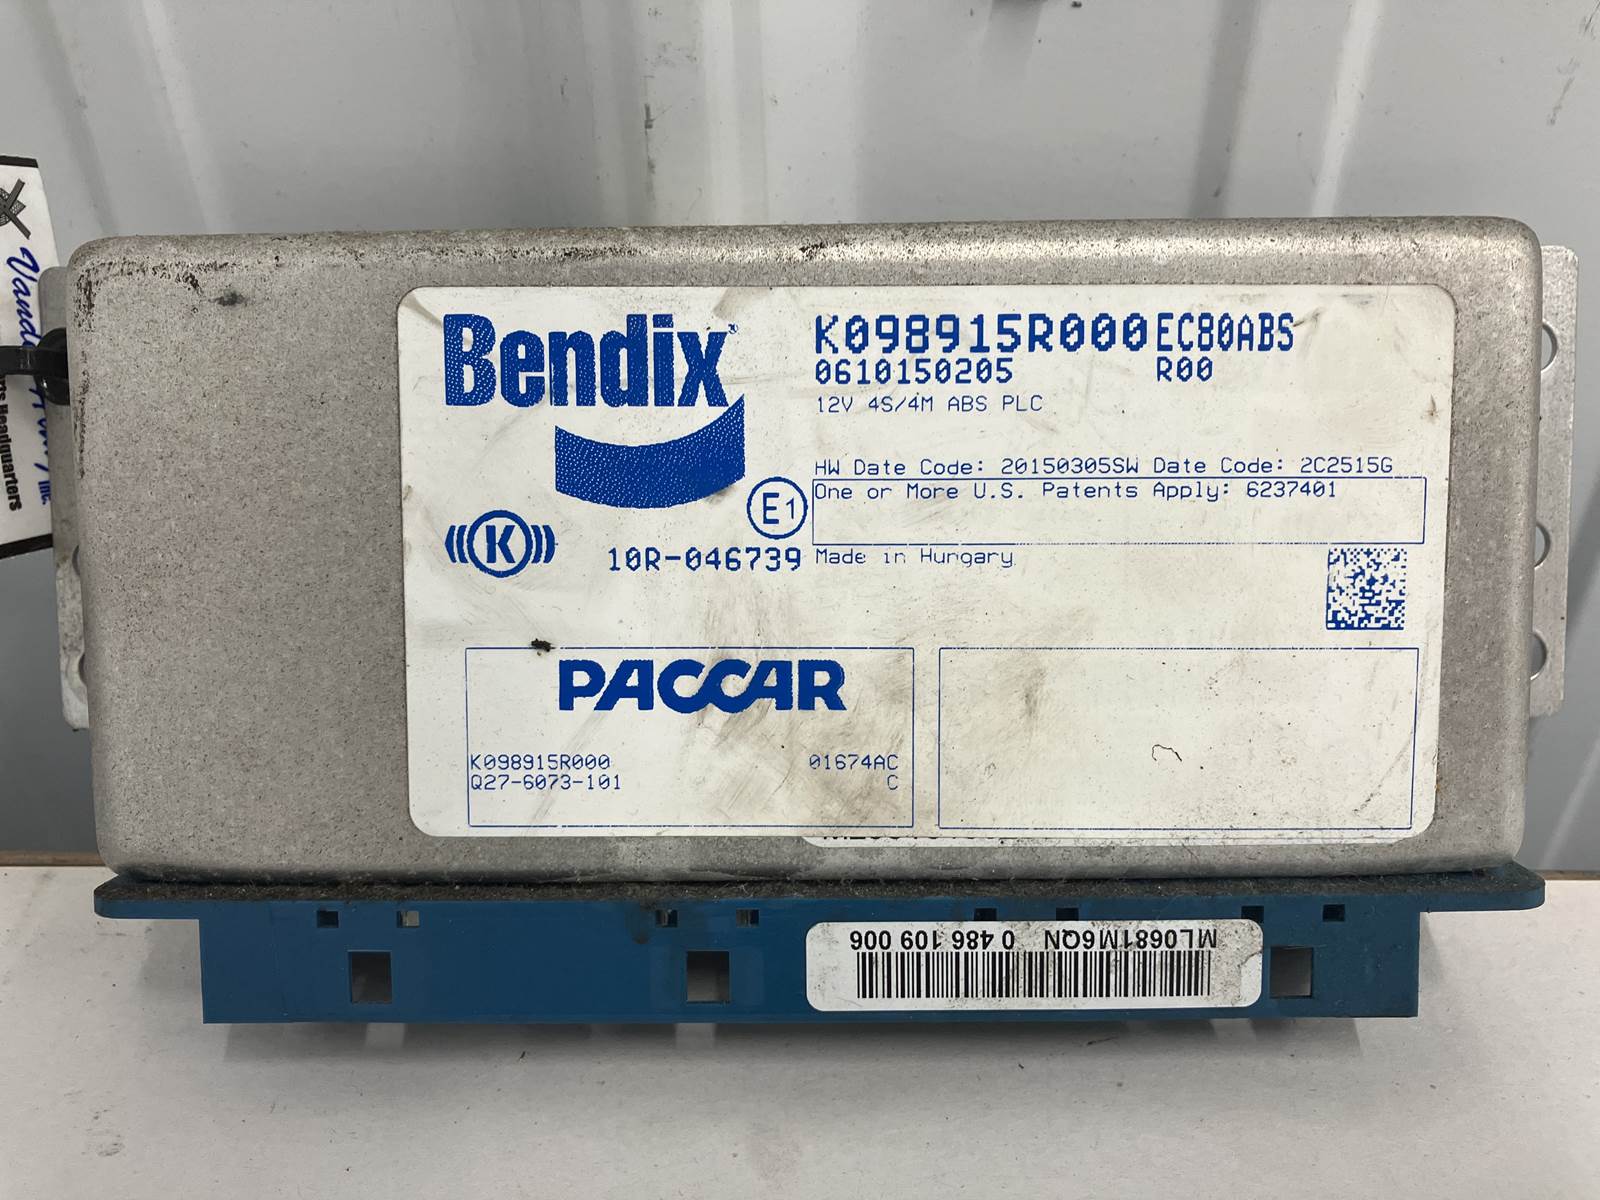 Bendix
K098915R000 EC80ABS
0610150205 R00
12V 4S/4M ABS PLC
HW Date Code: 20150305SW Date Code: 2C2515G
One or More U.S. Patents Apply: 6237401
E1
K
10R-046739
Made in Hungary
PACCAR
K098915R000 01674AC
Q27-6073-101 C
ML0681M6QN 0 486 109 006
Headquarters
Inc.